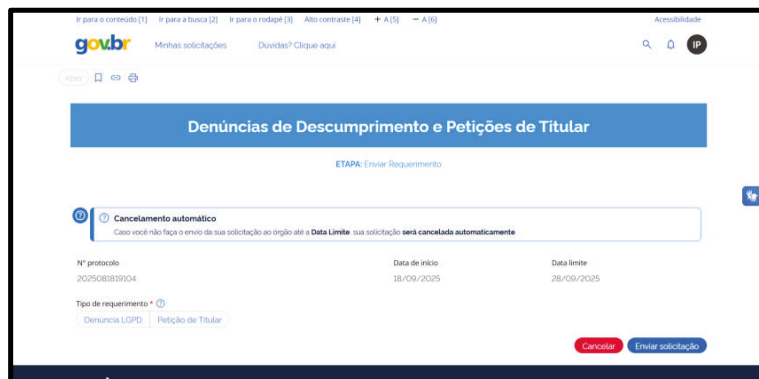 Ir para o conteúdo [1] Ir para a busca [2] Ir para o rodapé [3] Alto contraste [4] + A [5] − A [6] Acessibilidade
gov.br Minhas solicitações Dúvidas? Clique aqui IP
Abrir
Denúncias de Descumprimento e Petições de Titular
ETAPA: Enviar Requerimento
Cancelamento automático
Caso você não faça o envio da sua solicitação ao órgão até a Data Limite, sua solicitação será cancelada automaticamente
Nº protocolo Data de início Data limite
2025081819104 18/09/2025 28/09/2025
Tipo de requerimento *
Denúncia LGPD Petição de Titular
Cancelar Enviar solicitação